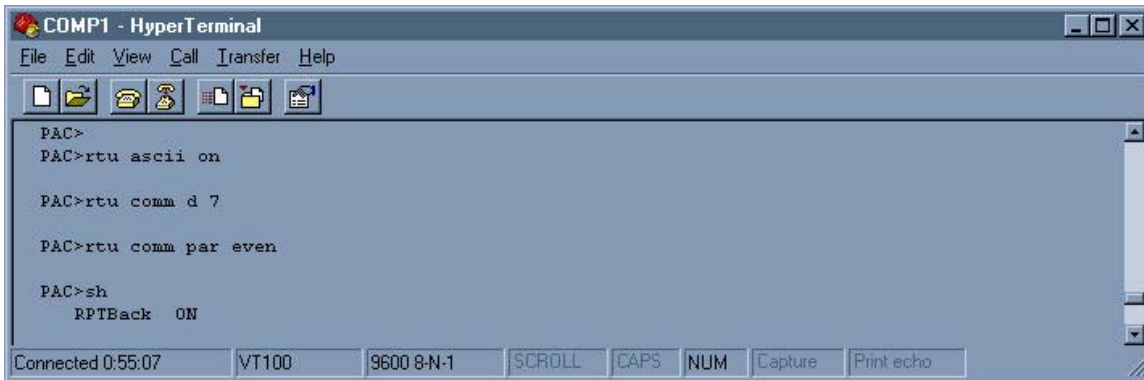 COMP1 - HyperTerminal
File Edit View Call Transfer Help
PAC>
PAC>rtu ascii on
PAC>rtu comm d 7
PAC>rtu comm par even
PAC>sh
RPTBack ON
Connected 0:55:07 VT100 9600 8-N-1 SCROLL CAPS NUM Capture Print echo